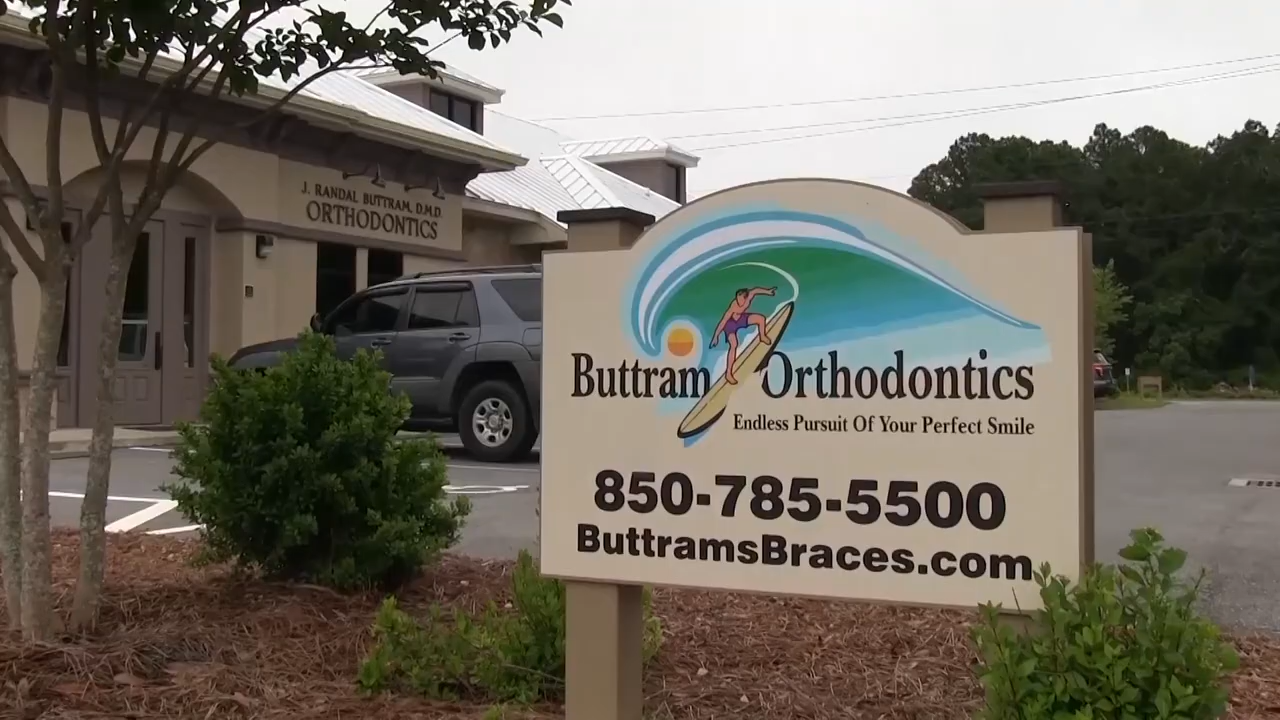 J. RANDAL BUTTRAM, D.M.D.
ORTHODONTICS
Buttram Orthodontics
Endless Pursuit Of Your Perfect Smile
850-785-5500
ButtramsBraces.com